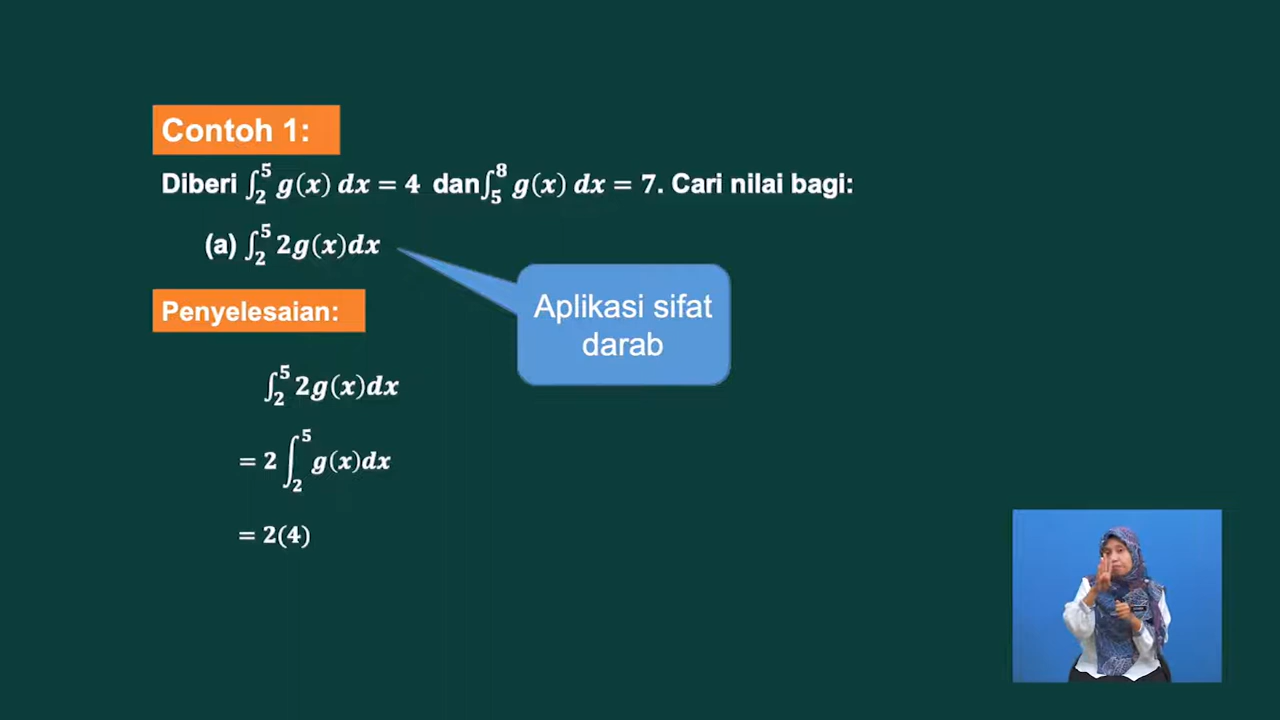 Contoh 1:
Diberi ∫₂⁵ g(x) dx = 4 dan∫₅⁸ g(x) dx = 7. Cari nilai bagi:
(a) ∫₂⁵ 2g(x)dx
Aplikasi sifat
darab
Penyelesaian:
∫₂⁵ 2g(x)dx
= 2 ∫₂⁵ g(x)dx
= 2(4)